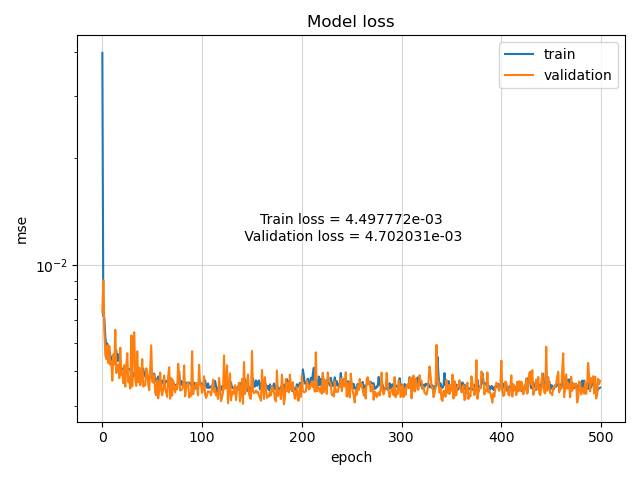 Model loss
train
validation
Train loss = 4.497772e-03
Validation loss = 4.702031e-03
mse
10⁻²
0 100 200 300 400 500
epoch